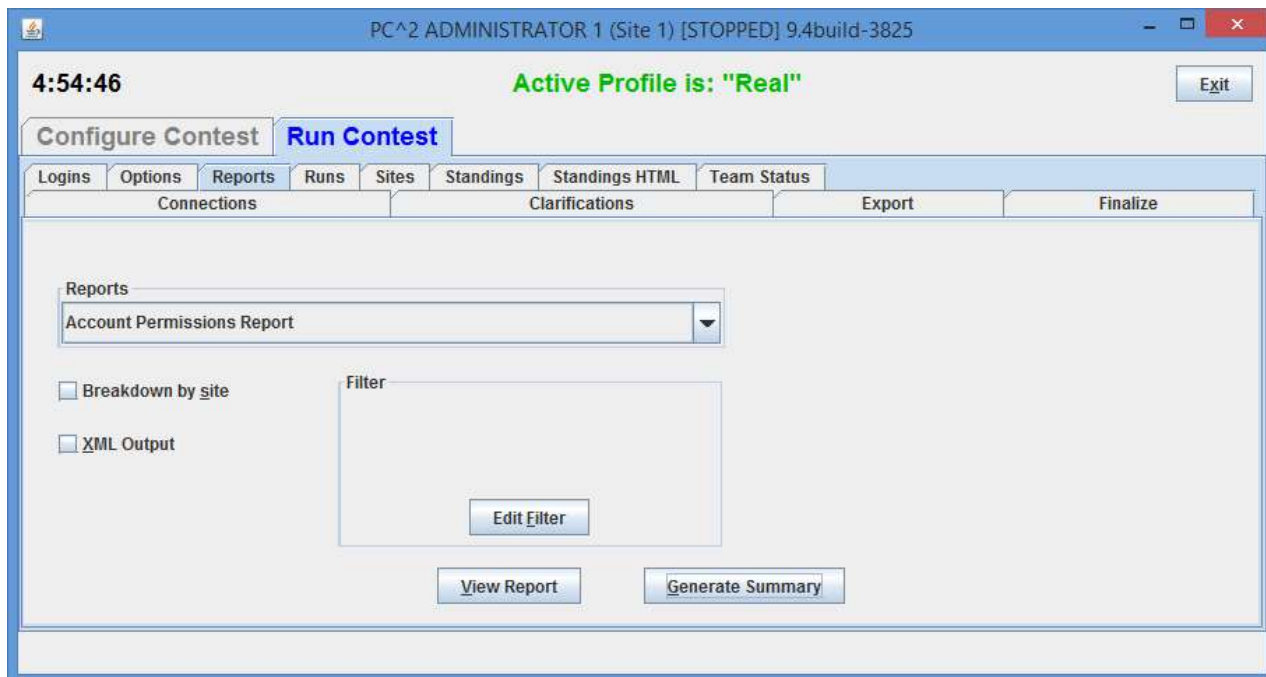 PC^2 ADMINISTRATOR 1 (Site 1) [STOPPED] 9.4build-3825
4:54:46 Active Profile is: "Real" Exit
Configure Contest Run Contest
Logins Options Reports Runs Sites Standings Standings HTML Team Status
Connections Clarifications Export Finalize
Reports
Account Permissions Report
Breakdown by site
Filter
XML Output
Edit Filter
View Report Generate Summary